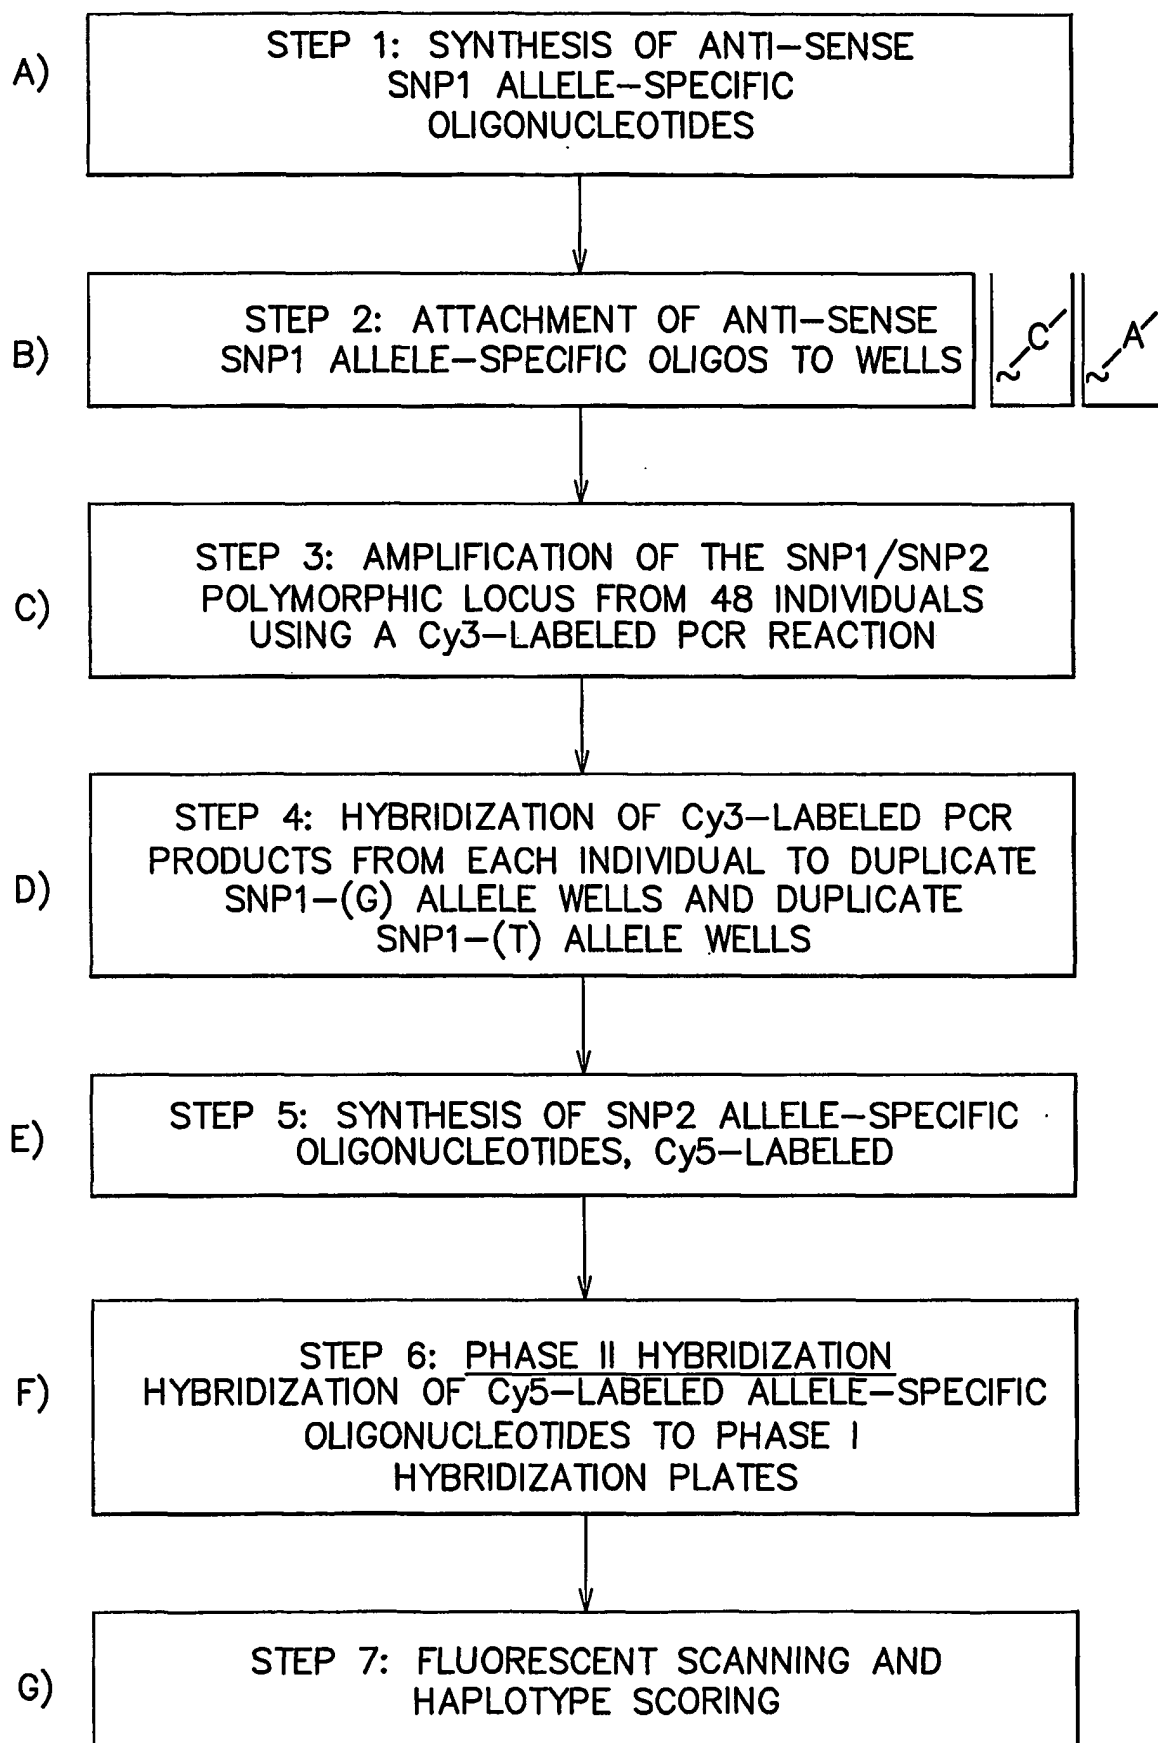 A)
STEP 1: SYNTHESIS OF ANTI-SENSE
SNP1 ALLELE-SPECIFIC
OLIGONUCLEOTIDES
B)
STEP 2: ATTACHMENT OF ANTI-SENSE
SNP1 ALLELE-SPECIFIC OLIGOS TO WELLS
~ C
~ A
C)
STEP 3: AMPLIFICATION OF THE SNP1/SNP2
POLYMORPHIC LOCUS FROM 48 INDIVIDUALS
USING A Cy3-LABELED PCR REACTION
D)
STEP 4: HYBRIDIZATION OF Cy3-LABELED PCR
PRODUCTS FROM EACH INDIVIDUAL TO DUPLICATE
SNP1-(G) ALLELE WELLS AND DUPLICATE
SNP1-(T) ALLELE WELLS
E)
STEP 5: SYNTHESIS OF SNP2 ALLELE-SPECIFIC
OLIGONUCLEOTIDES, Cy5-LABELED
F)
STEP 6: PHASE II HYBRIDIZATION
HYBRIDIZATION OF Cy5-LABELED ALLELE-SPECIFIC
OLIGONUCLEOTIDES TO PHASE I
HYBRIDIZATION PLATES
G)
STEP 7: FLUORESCENT SCANNING AND
HAPLOTYPE SCORING